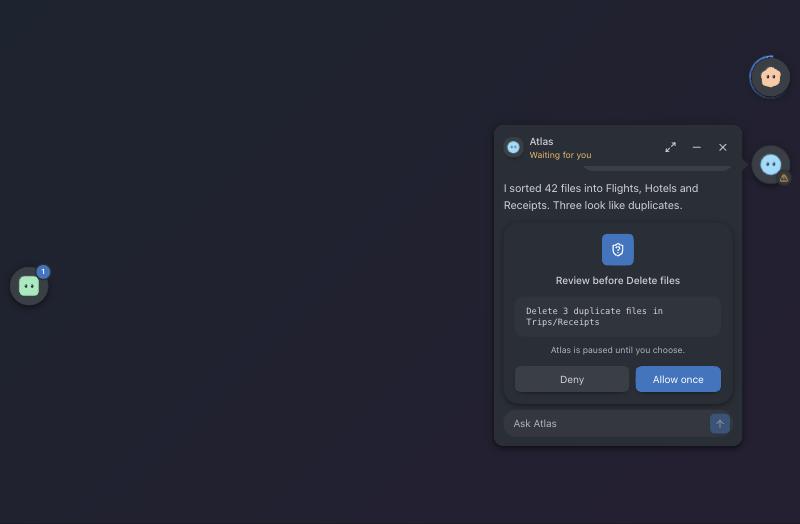 Atlas
Waiting for you
I sorted 42 files into Flights, Hotels and
Receipts. Three look like duplicates.
Review before Delete files
Delete 3 duplicate files in
Trips/Receipts
Atlas is paused until you choose.
Deny
Allow once
Ask Atlas
1